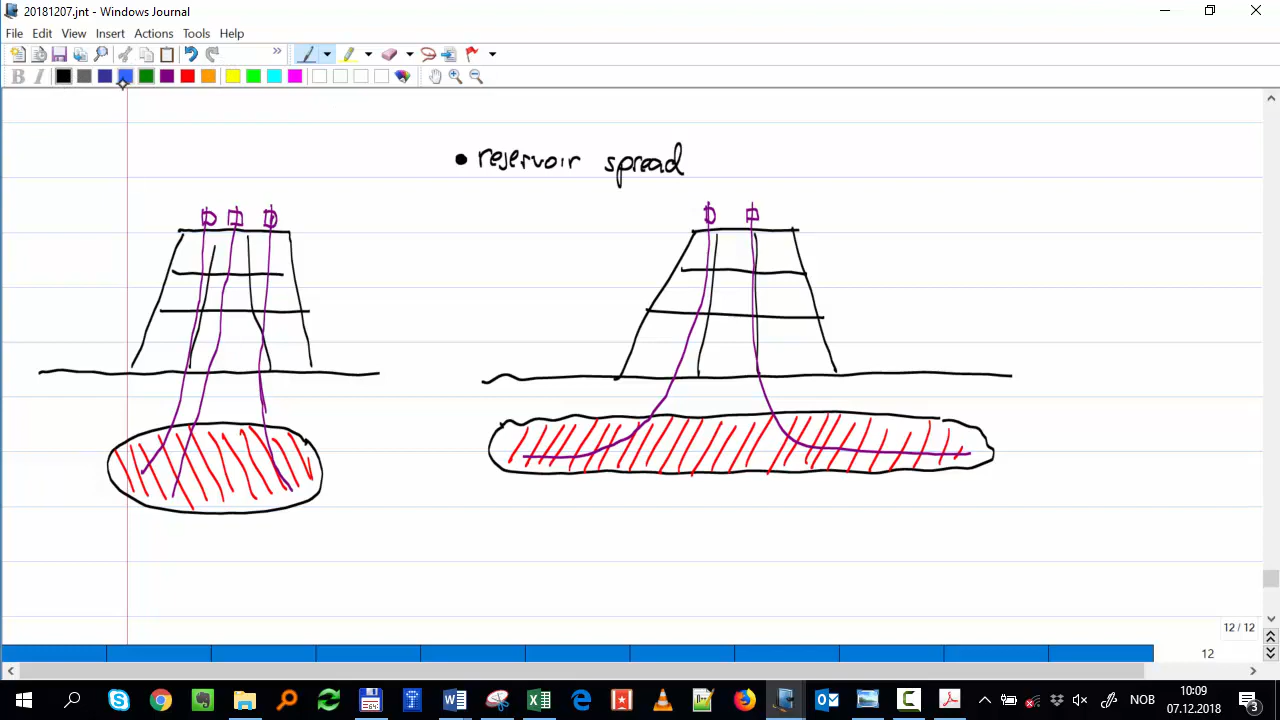 20181207.jnt - Windows Journal
File Edit View Insert Actions Tools Help
B I
• reservoir spread
12 / 12
12
NOB
10:09
07.12.2018
3